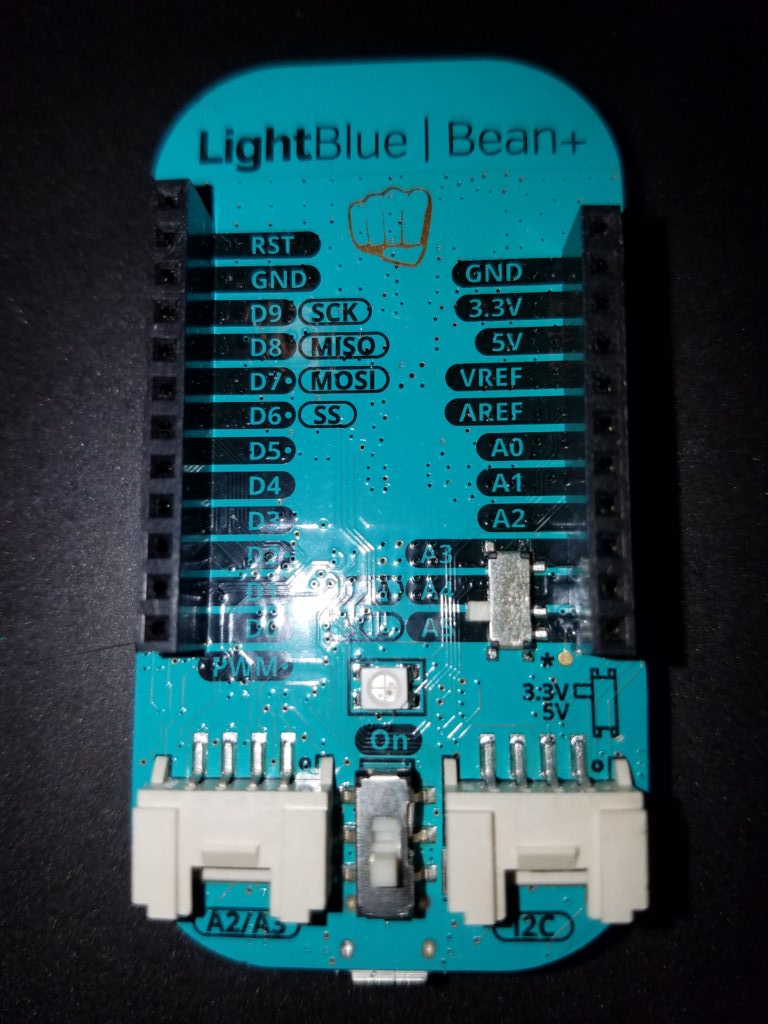 LightBlue | Bean+
RST
GND GND
D9 SCK 3.3V
D8 MISO 5V
D7• MOSI VREF
D6• SS AREF
D5• A0
D4 A1
D3 A2
A3
PWM•
*
3.3V
5V
On
A2/A3 I2C